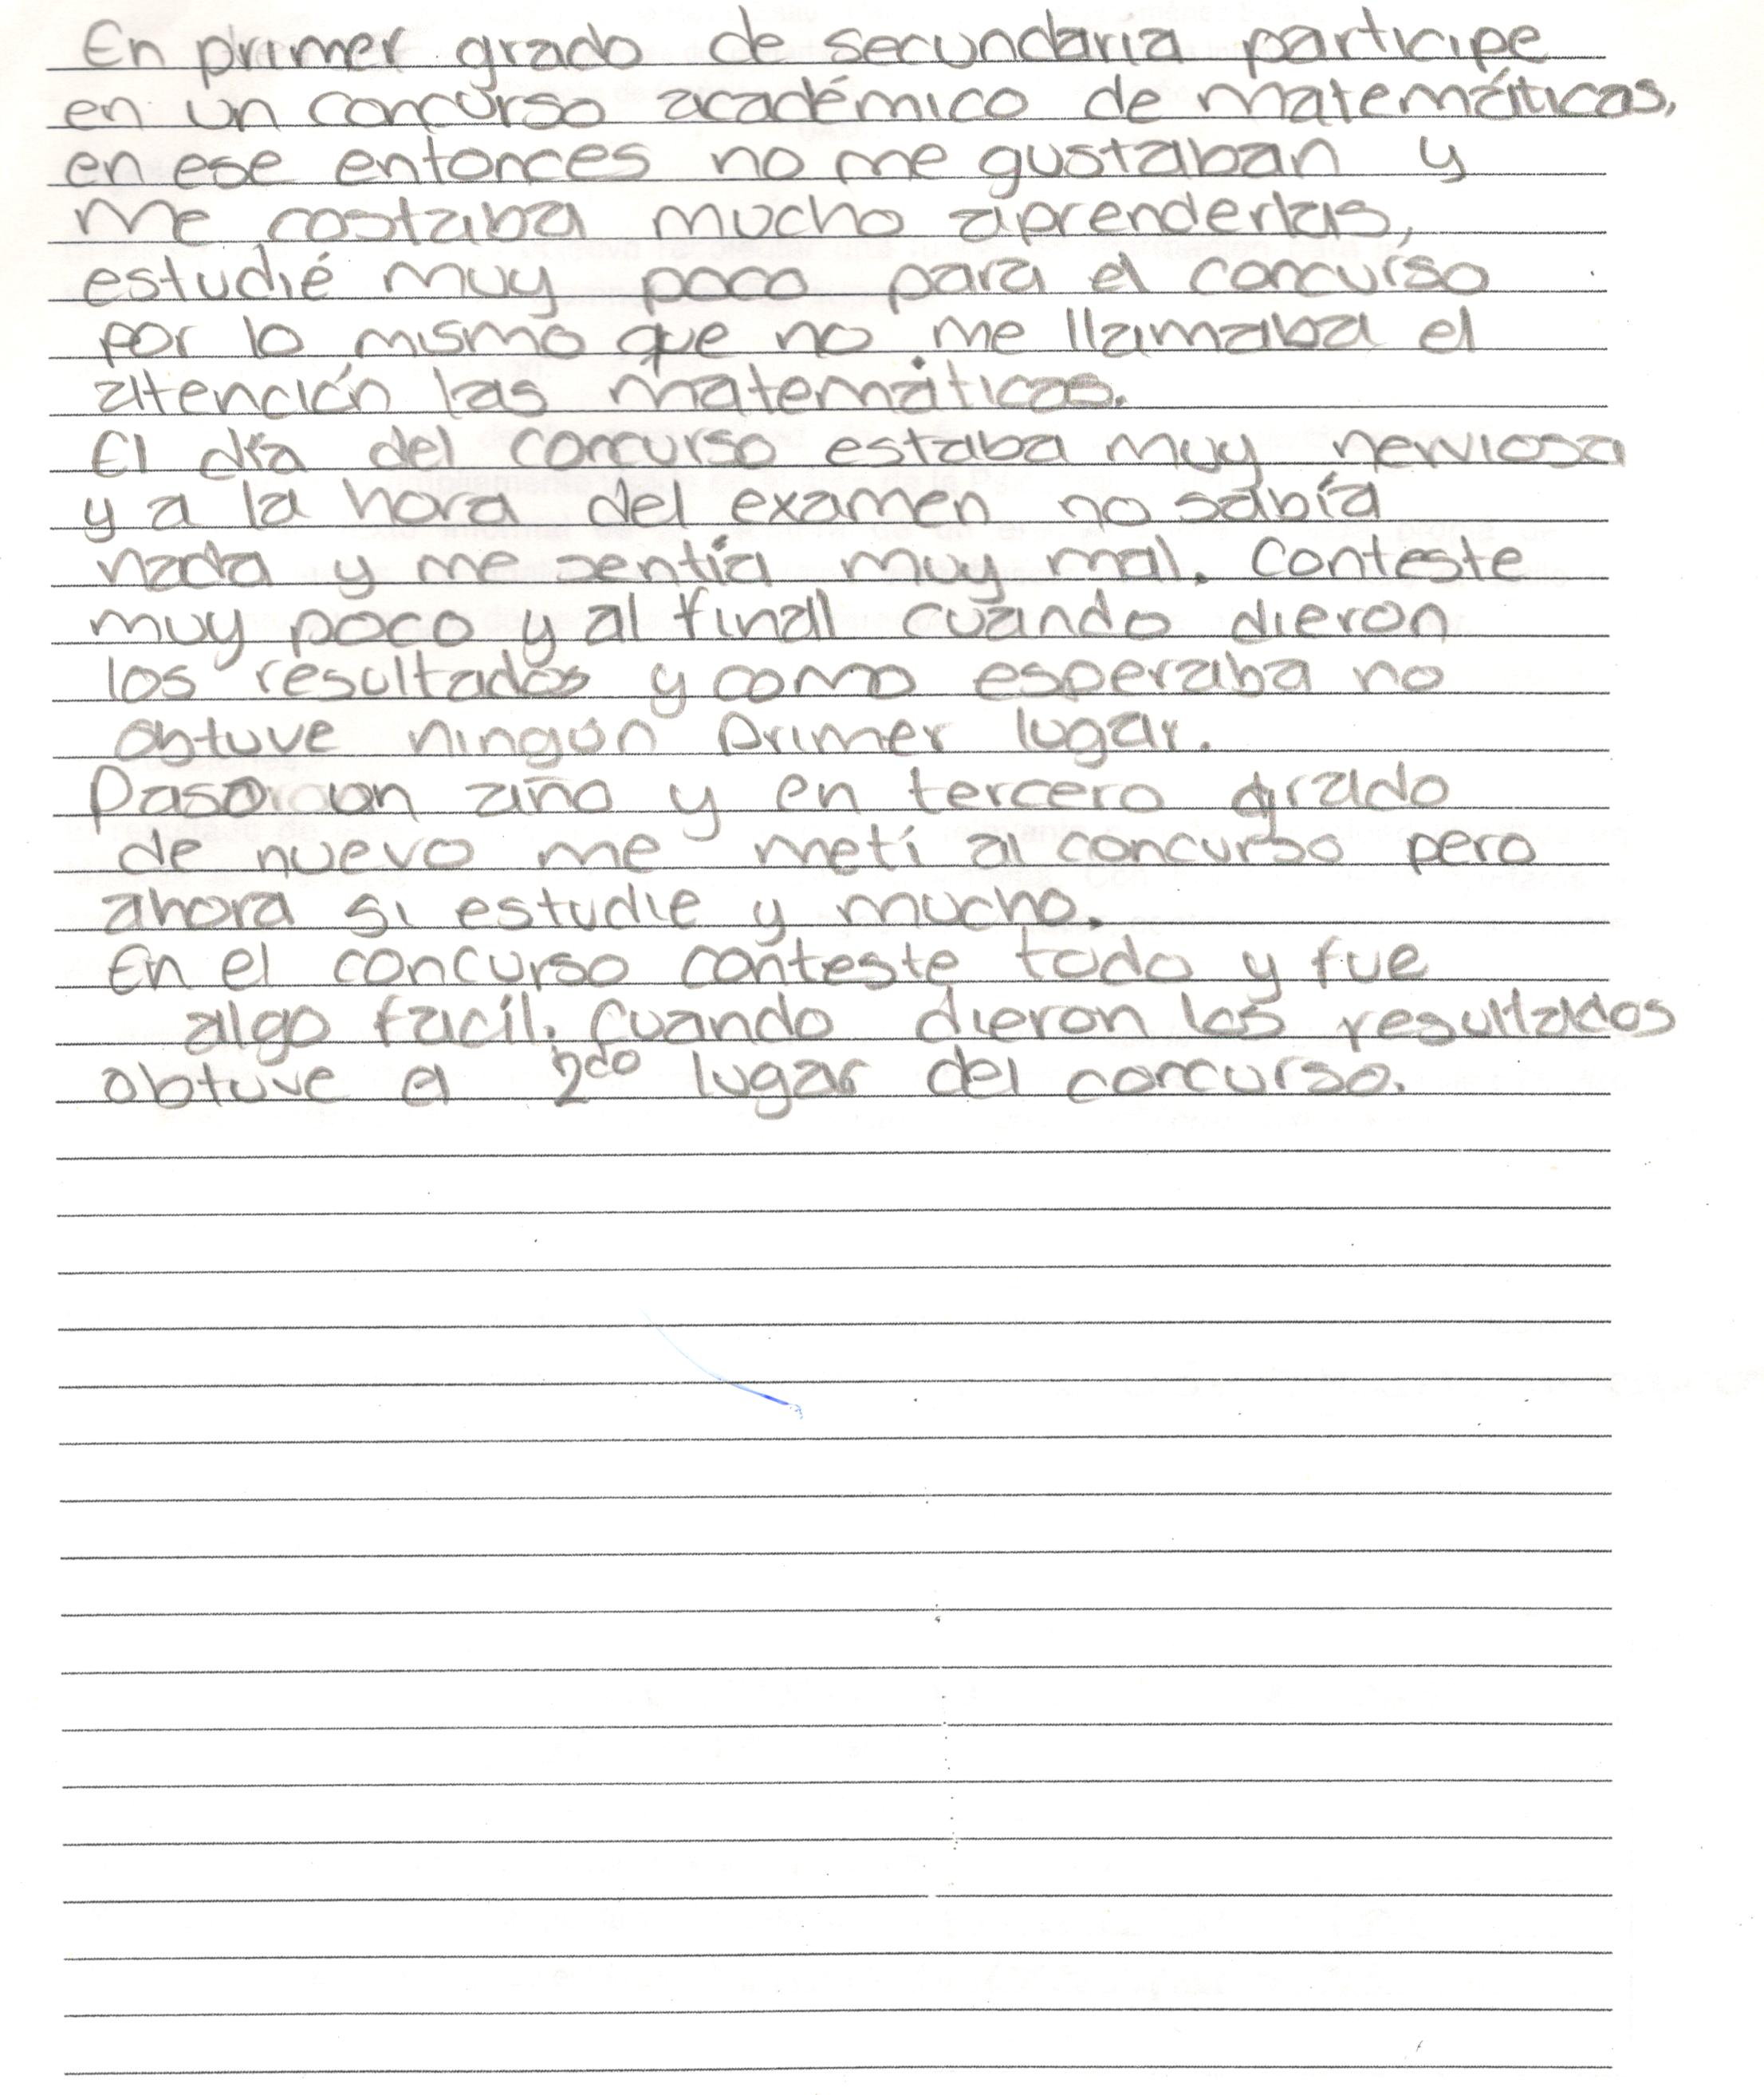 En primer grado de secundaria participe
en un concurso académico de matemáticas,
en ese entonces no me gustaban y
me costaba mucho aprenderlas,
estudié muy poco para el concurso
por lo mismo que no me llamaba el
atención las matemáticas.
El día del concurso estaba muy nerviosa
y a la hora del examen no sabía
nada y me sentía muy mal. Conteste
muy poco y al final cuando dieron
los resultados y como esperaba no
obtuve ningún primer lugar.
Paso un año y en tercero grado
de nuevo me metí al concurso pero
ahora si estudie y mucho.
En el concurso conteste todo y fue
algo facíl. Cuando dieron los resultados
obtuve el 2do lugar del concurso.